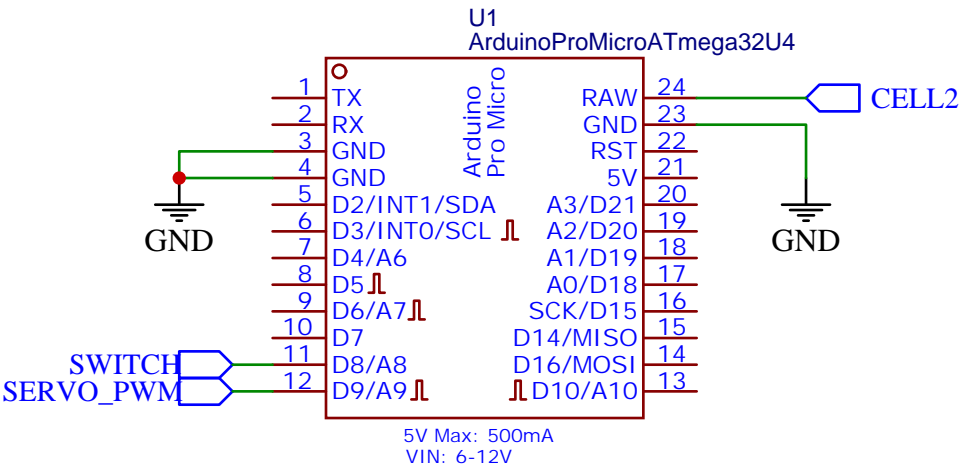 U1
ArduinoProMicroATmega32U4
Arduino
Pro Micro
1 TX
2 RX
3 GND
4 GND
5 D2/INT1/SDA
6 D3/INT0/SCL
7 D4/A6
8 D5
9 D6/A7
10 D7
11 D8/A8
12 D9/A9
RAW 24
GND 23
RST 22
5V 21
A3/D21 20
A2/D20 19
A1/D19 18
A0/D18 17
SCK/D15 16
D14/MISO 15
D16/MOSI 14
D10/A10 13
CELL2
GND
GND
SWITCH
SERVO_PWM
5V Max: 500mA
VIN: 6-12V